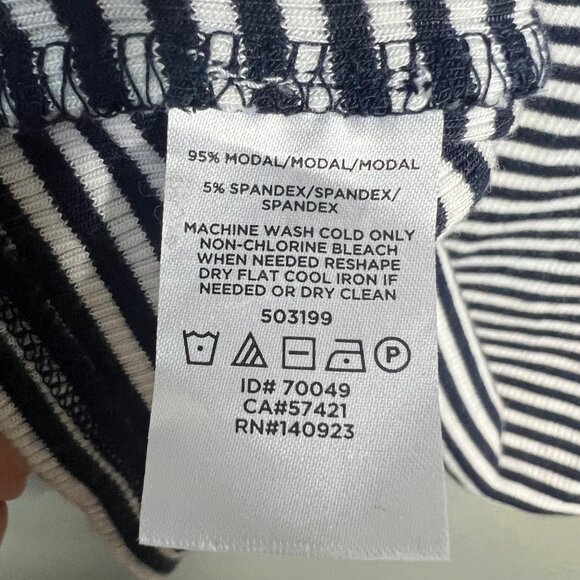 95% MODAL/MODAL/MODAL
5% SPANDEX/SPANDEX/
SPANDEX
MACHINE WASH COLD ONLY
NON-CHLORINE BLEACH
WHEN NEEDED RESHAPE
DRY FLAT COOL IRON IF
NEEDED OR DRY CLEAN
503199
P
ID# 70049
CA#57421
RN#140923